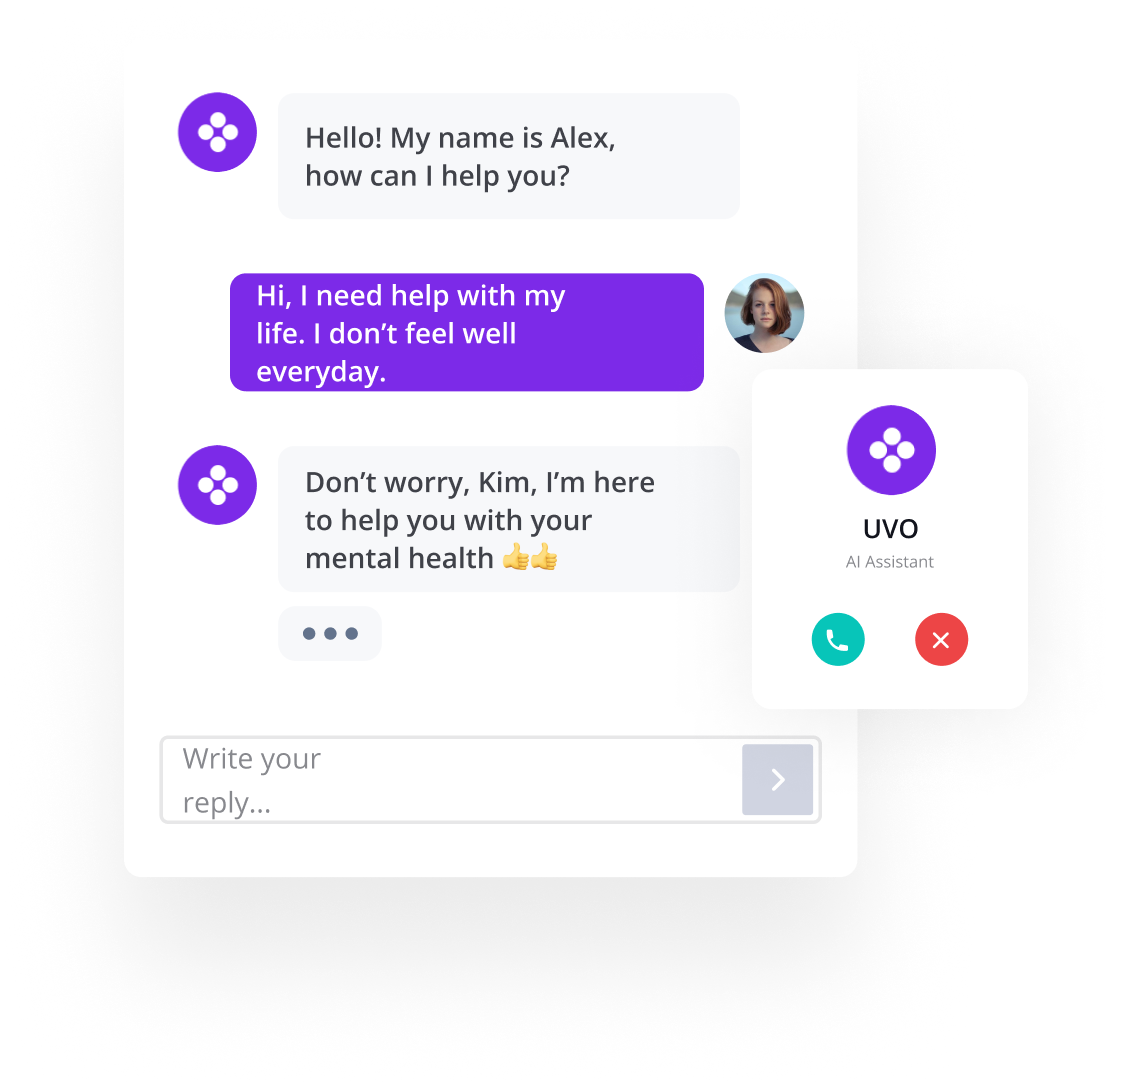 Hello! My name is Alex,
how can I help you?
Hi, I need help with my
life. I don’t feel well
everyday.
Don’t worry, Kim, I’m here
to help you with your
mental health 👍👍
UVO
AI Assistant
Write your
reply...